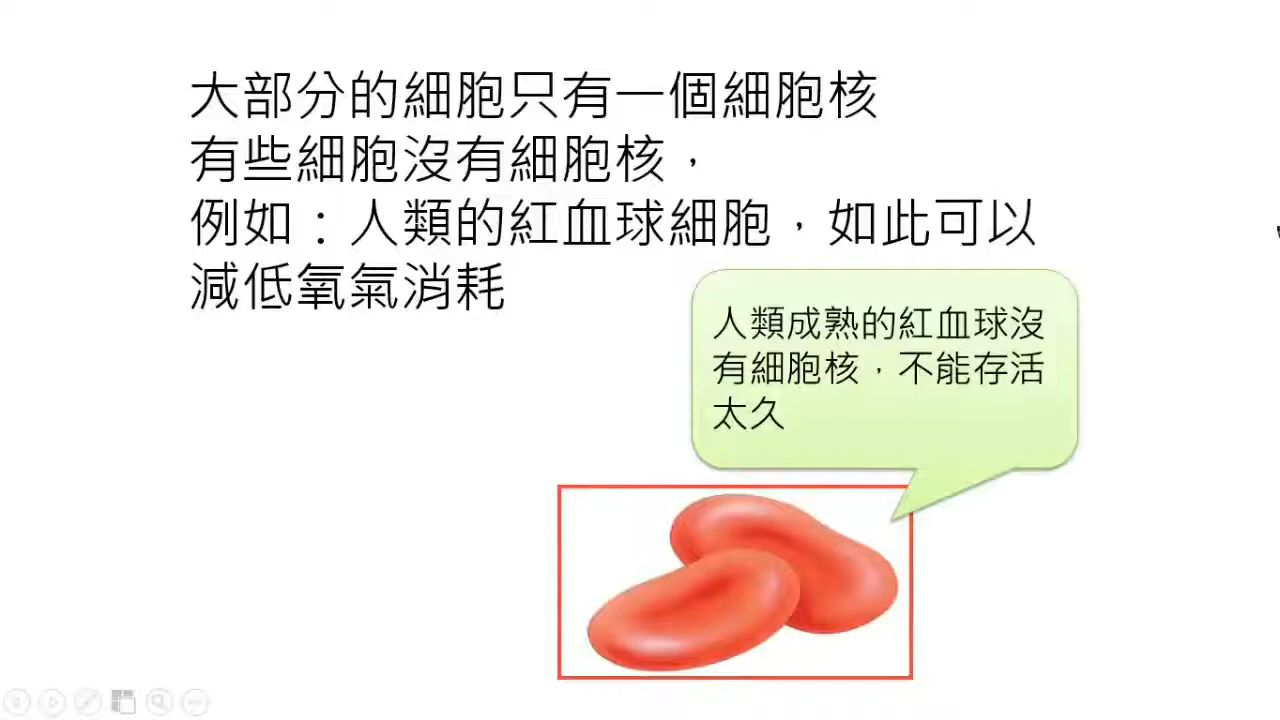 大部分的細胞只有一個細胞核
有些細胞沒有細胞核，
例如：人類的紅血球細胞，如此可以
減低氧氣消耗
人類成熟的紅血球沒
有細胞核，不能存活
太久